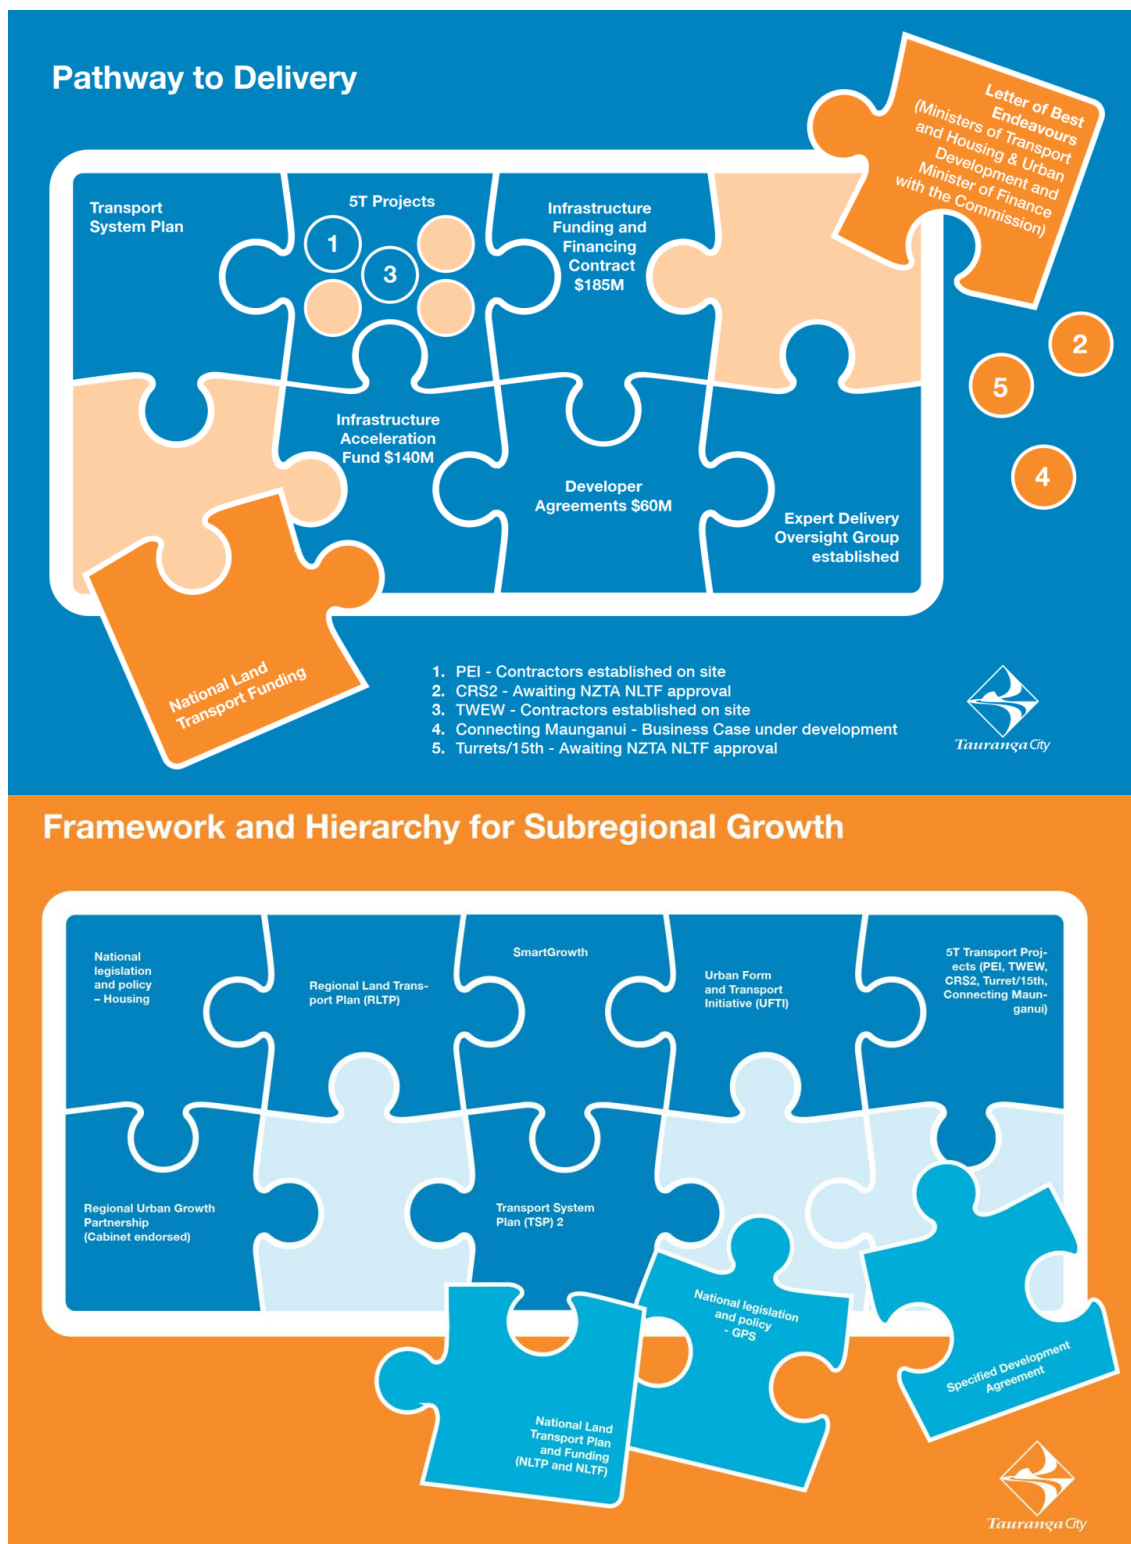 Pathway to Delivery
Letter of Best
Endeavours
(Ministers of Transport
and Housing & Urban
Development and
Minister of Finance
with the Commission)
Transport
System Plan
5T Projects
1
3
Infrastructure
Funding and
Financing
Contract
$185M
2
5
4
Infrastructure
Acceleration
Fund $140M
Developer
Agreements $60M
Expert Delivery
Oversight Group
established
National Land
Transport Funding
1. PEI - Contractors established on site
2. CRS2 - Awaiting NZTA NLTF approval
3. TWEW - Contractors established on site
4. Connecting Maunganui - Business Case under development
5. Turrets/15th - Awaiting NZTA NLTF approval
Tauranga City
Framework and Hierarchy for Subregional Growth
National
legislation
and policy
– Housing
Regional Land Trans-
port Plan (RLTP)
SmartGrowth
Urban Form
and Transport
Initiative (UFTI)
5T Transport Proj-
ects (PEI, TWEW,
CRS2, Turret/15th,
Connecting Maun-
ganui)
Regional Urban Growth
Partnership
(Cabinet endorsed)
Transport System
Plan (TSP) 2
National legislation
and policy
- GPS
Specified Development
Agreement
National Land
Transport Plan
and Funding
(NLTP and NLTF)
Tauranga City